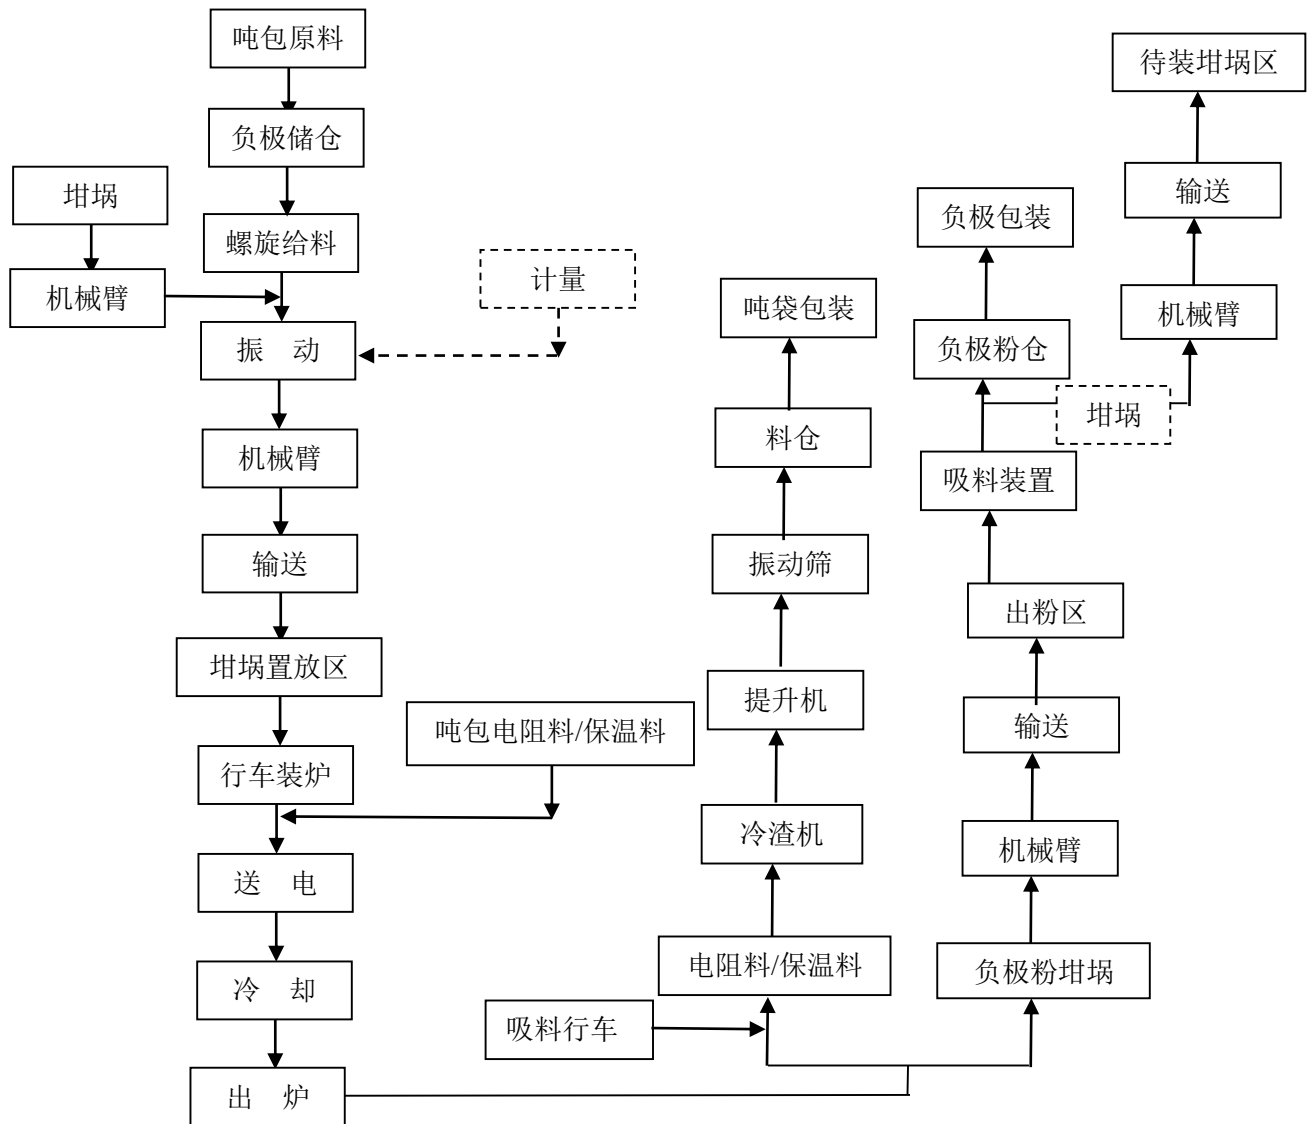 吨包原料
负极储仓
坩埚
螺旋给料
机械臂
计量
振 动
机械臂
输送
坩埚置放区
行车装炉
吨包电阻料/保温料
送 电
冷 却
出 炉
吨袋包装
料仓
振动筛
提升机
冷渣机
电阻料/保温料
吸料行车
负极包装
负极粉仓
坩埚
吸料装置
出粉区
输送
机械臂
负极粉坩埚
待装坩埚区
输送
机械臂